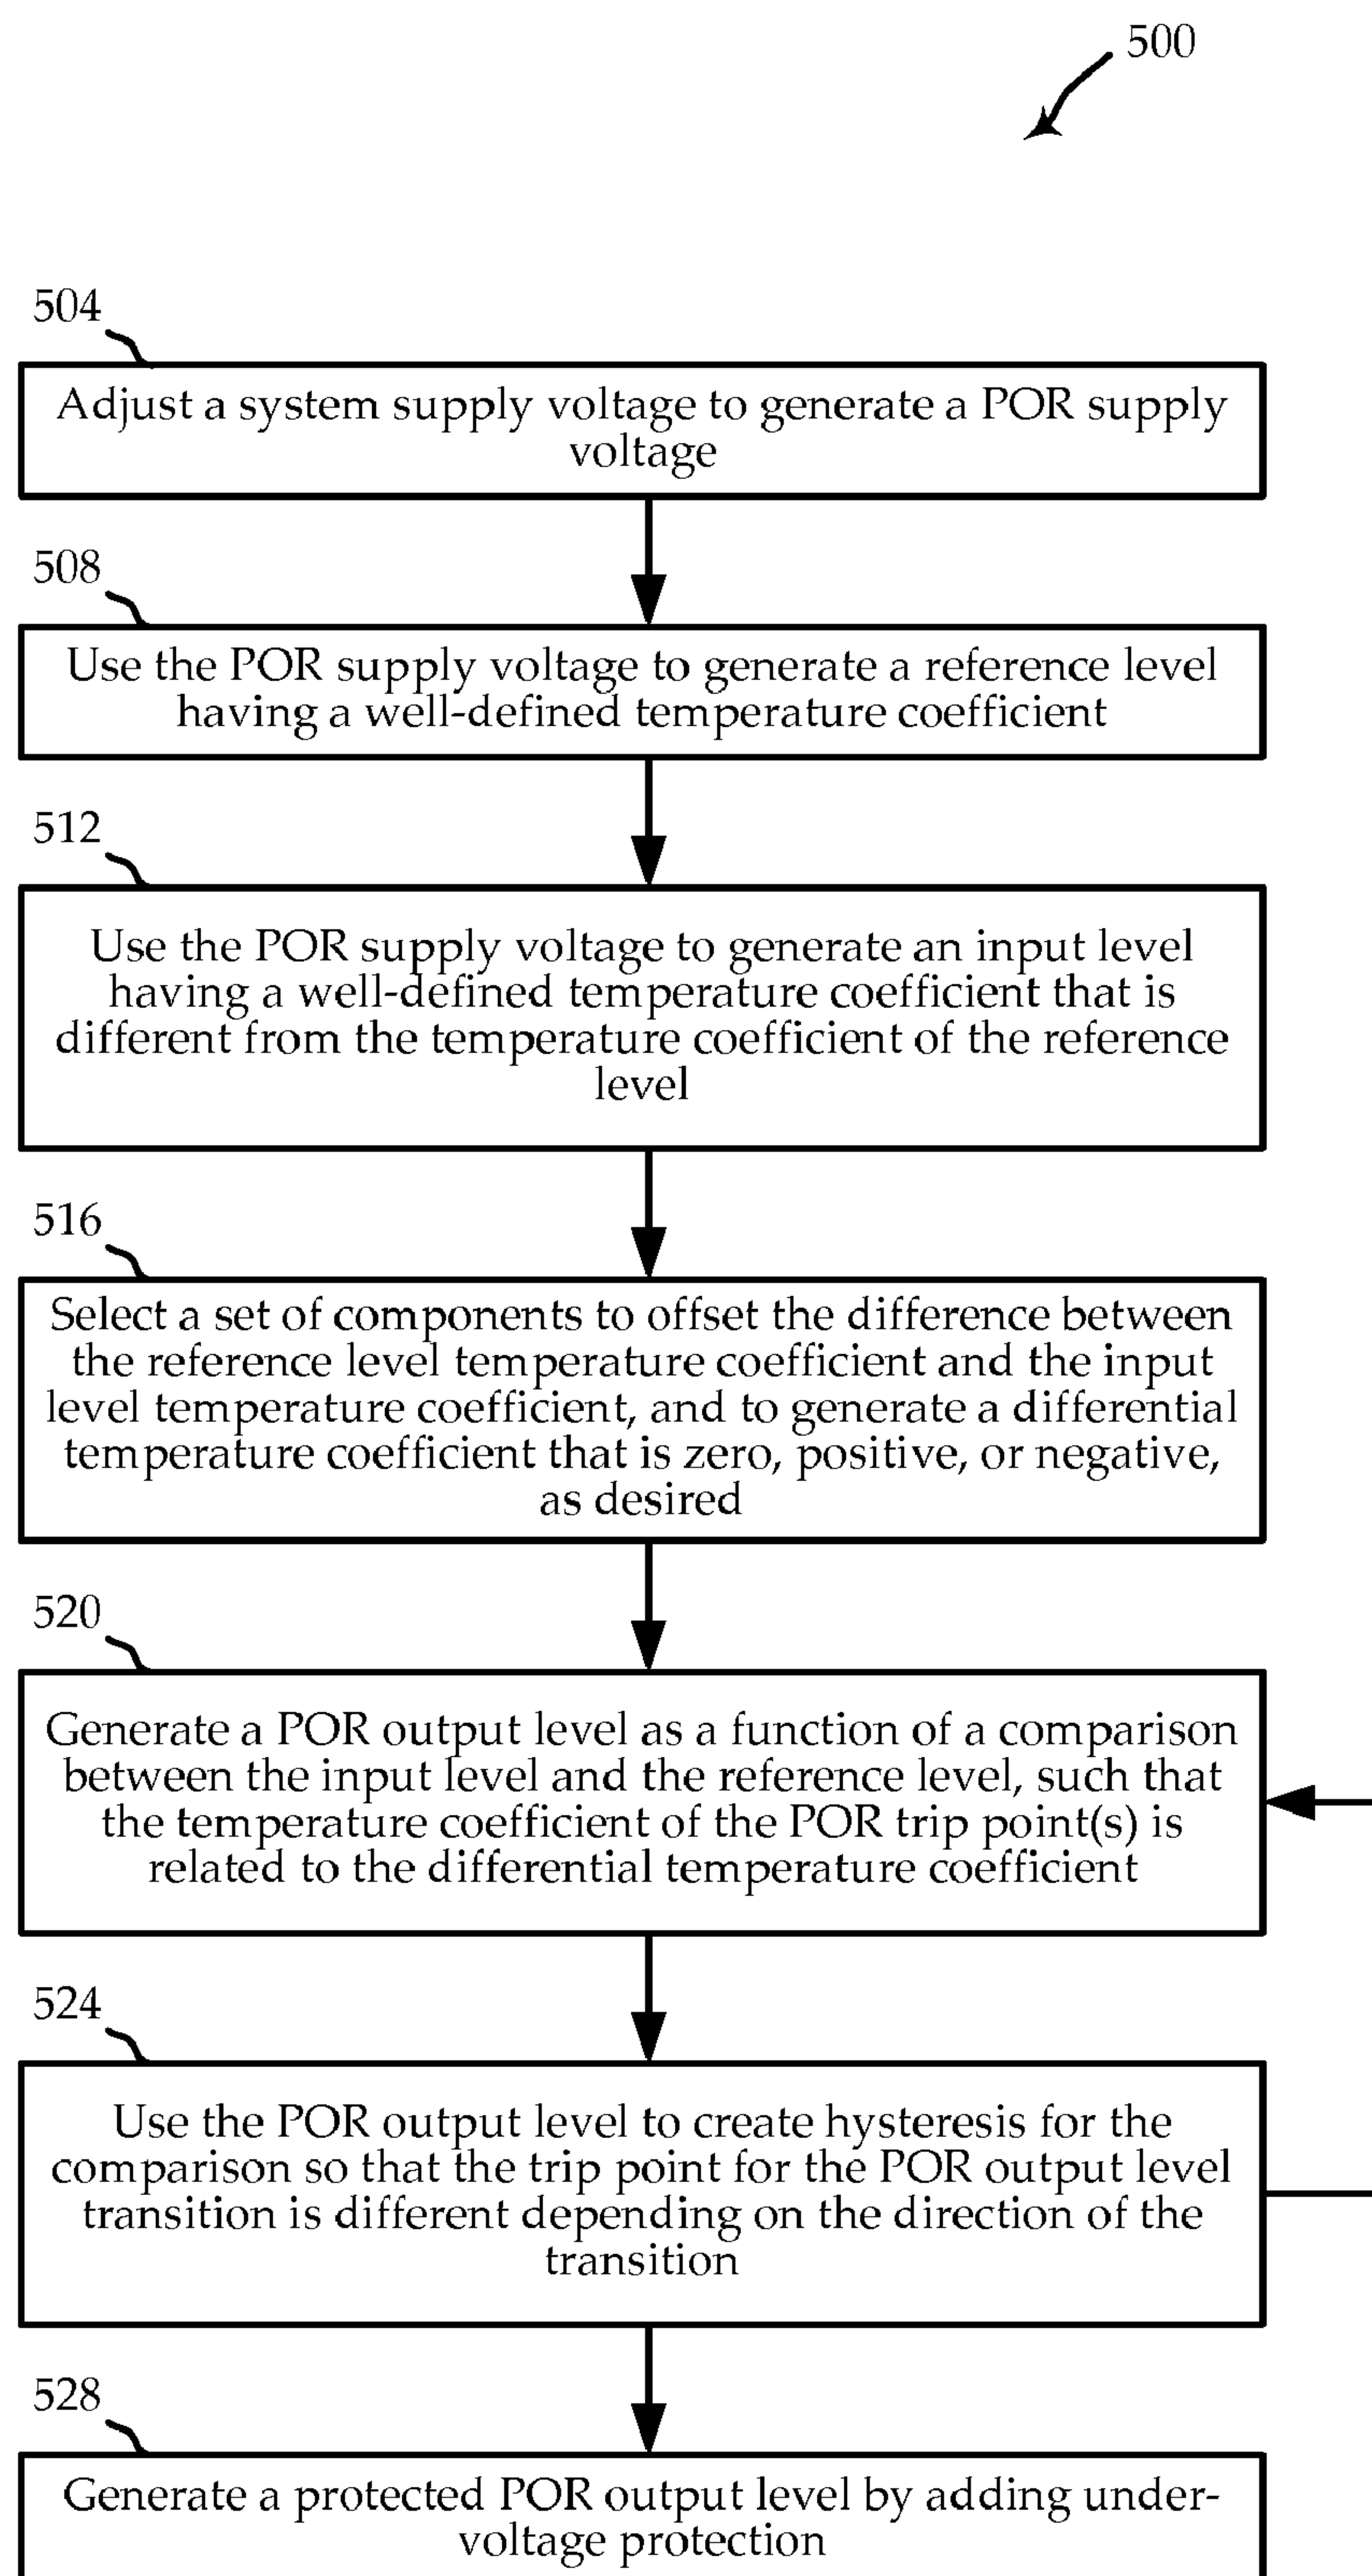 500
504
Adjust a system supply voltage to generate a POR supply
voltage
508
Use the POR supply voltage to generate a reference level
having a well-defined temperature coefficient
512
Use the POR supply voltage to generate an input level
having a well-defined temperature coefficient that is
different from the temperature coefficient of the reference
level
516
Select a set of components to offset the difference between
the reference level temperature coefficient and the input
level temperature coefficient, and to generate a differential
temperature coefficient that is zero, positive, or negative,
as desired
520
Generate a POR output level as a function of a comparison
between the input level and the reference level, such that
the temperature coefficient of the POR trip point(s) is
related to the differential temperature coefficient
524
Use the POR output level to create hysteresis for the
comparison so that the trip point for the POR output level
transition is different depending on the direction of the
transition
528
Generate a protected POR output level by adding under-
voltage protection